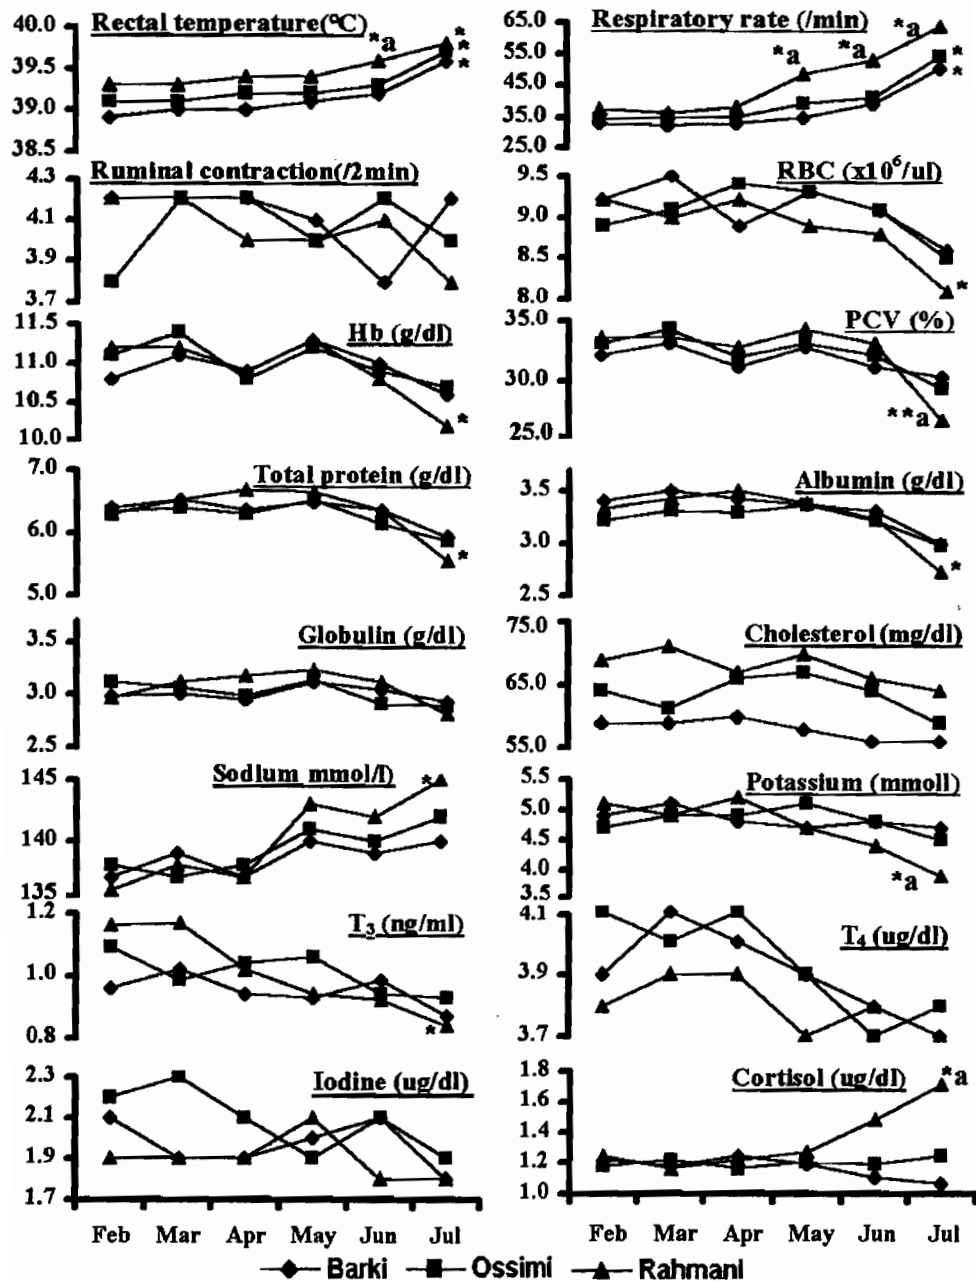 Rectal temperature(℃)
40.0
39.5
39.0
38.5
*a
*
*
*
Respiratory rate (/min)
65.0
55.0
45.0
35.0
25.0
*a
*a
*a
*
*
Ruminal contraction(/2min)
4.3
4.1
3.9
3.7
RBC (x10⁶/ul)
9.5
9.0
8.5
8.0
*
Hb (g/dl)
11.5
11.0
10.5
10.0
*
PCV (%)
35.0
30.0
25.0
**a
Total protein (g/dl)
7.0
6.0
5.0
*
Albumin (g/dl)
3.5
3.0
2.5
*
Globulin (g/dl)
3.5
3.0
2.5
Cholesterol (mg/dl)
75.0
65.0
55.0
Sodlum mmol/l)
145
140
135
*
Potassium (mmoll)
5.5
5.0
4.5
4.0
3.5
*a
T₃ (ng/ml)
1.2
1.0
0.8
*
T₄ (ug/dl)
4.1
3.9
3.7
Iodine (ug/dl)
2.3
2.1
1.9
1.7
Cortisol (ug/dl)
1.8
1.6
1.4
1.2
1.0
*a
Feb Mar Apr May Jun Jul
Feb Mar Apr May Jun Jul
Barki Ossimi Rahmani